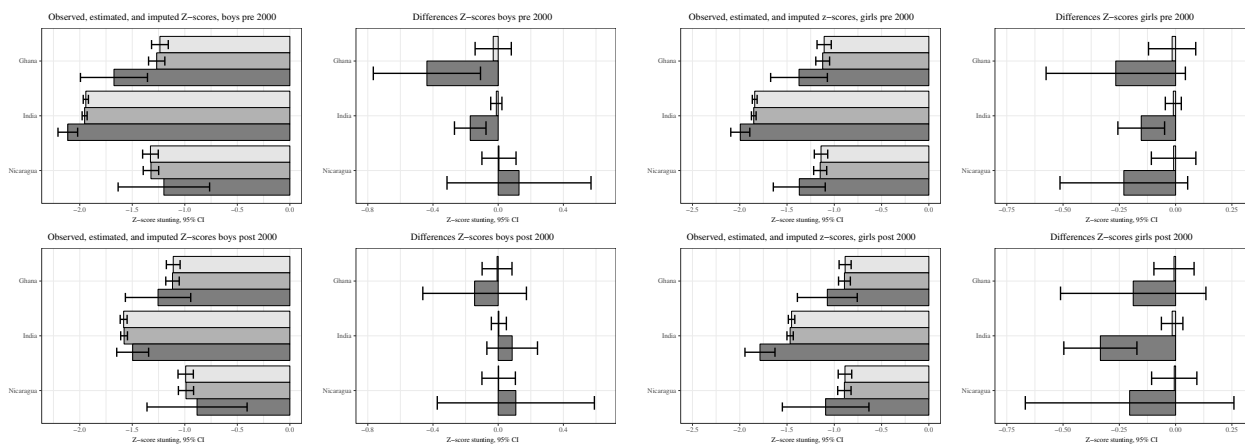 Observed, estimated, and imputed Z−scores, boys pre 2000
Ghana
India
Nicaragua
−2.0 −1.5 −1.0 −0.5 0.0
Z−score stunting, 95% CI
Differences Z−scores boys pre 2000
Ghana
India
Nicaragua
−0.8 −0.4 0.0 0.4
Z−score stunting, 95% CI
Observed, estimated, and imputed z−scores, girls pre 2000
Ghana
India
Nicaragua
−2.5 −2.0 −1.5 −1.0 −0.5 0.0
Z−score stunting, 95% CI
Differences Z−scores girls pre 2000
Ghana
India
Nicaragua
−0.75 −0.50 −0.25 0.00 0.25
Z−score stunting, 95% CI
Observed, estimated, and imputed Z−scores boys post 2000
Ghana
India
Nicaragua
−2.0 −1.5 −1.0 −0.5 0.0
Z−score stunting, 95% CI
Differences Z−scores boys post 2000
Ghana
India
Nicaragua
−0.8 −0.4 0.0 0.4
Z−score stunting, 95% CI
Observed, estimated, and imputed z−scores, girls post 2000
Ghana
India
Nicaragua
−2.5 −2.0 −1.5 −1.0 −0.5 0.0
Z−score stunting, 95% CI
Differences Z−scores girls post 2000
Ghana
India
Nicaragua
−0.75 −0.50 −0.25 0.00 0.25
Z−score stunting, 95% CI